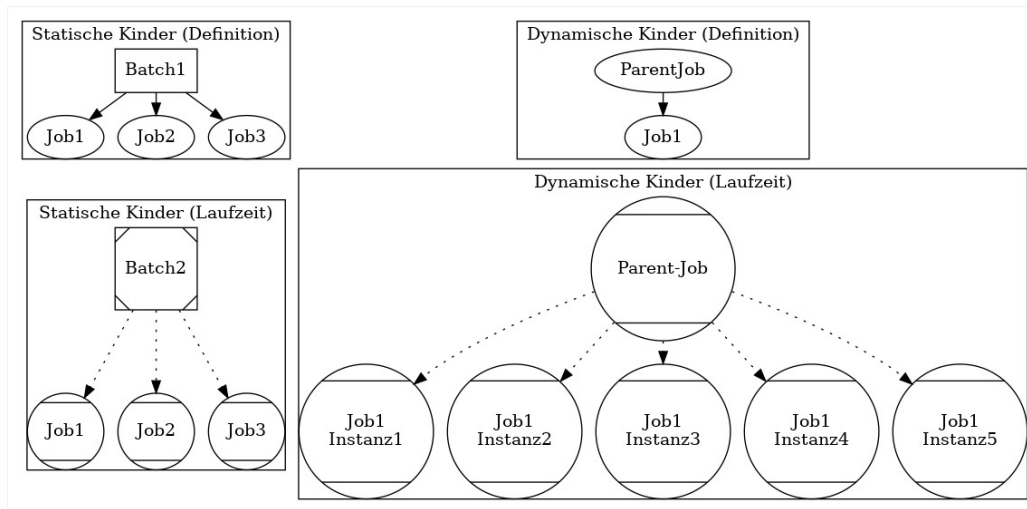 Statische Kinder (Definition)
Batch1
Job1
Job2
Job3
Dynamische Kinder (Definition)
ParentJob
Job1
Statische Kinder (Laufzeit)
Batch2
Job1
Job2
Job3
Dynamische Kinder (Laufzeit)
Parent-Job
Job1
Instanz1
Job1
Instanz2
Job1
Instanz3
Job1
Instanz4
Job1
Instanz5